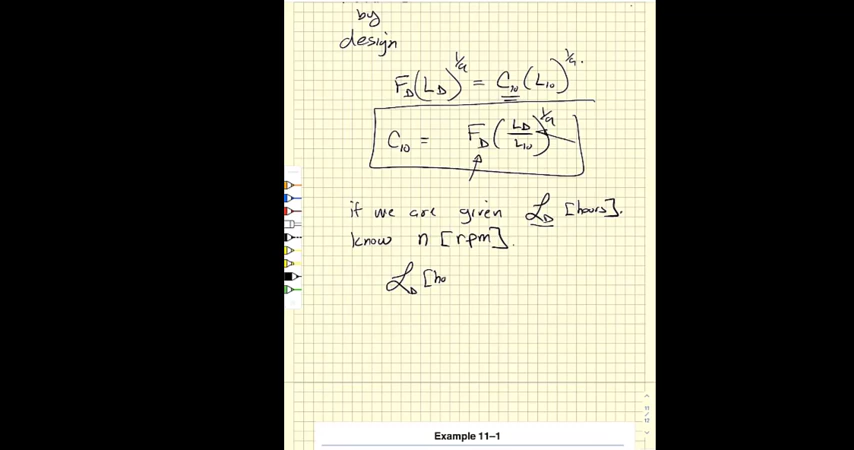 by
design
F_D (L_D)^{1/a} = C_10 (L_10)^{1/a}.
C_10 = F_D (L_D / L_10)^{1/a}
if we are given ℒ_D [hours].
know n [rpm].
ℒ_D [ho
Example 11–1